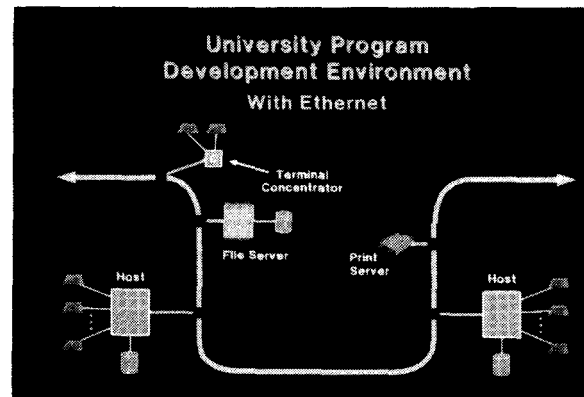 University Program
Development Environment
With Ethernet
Terminal
Concentrator
File Server
Print
Server
Host
Host